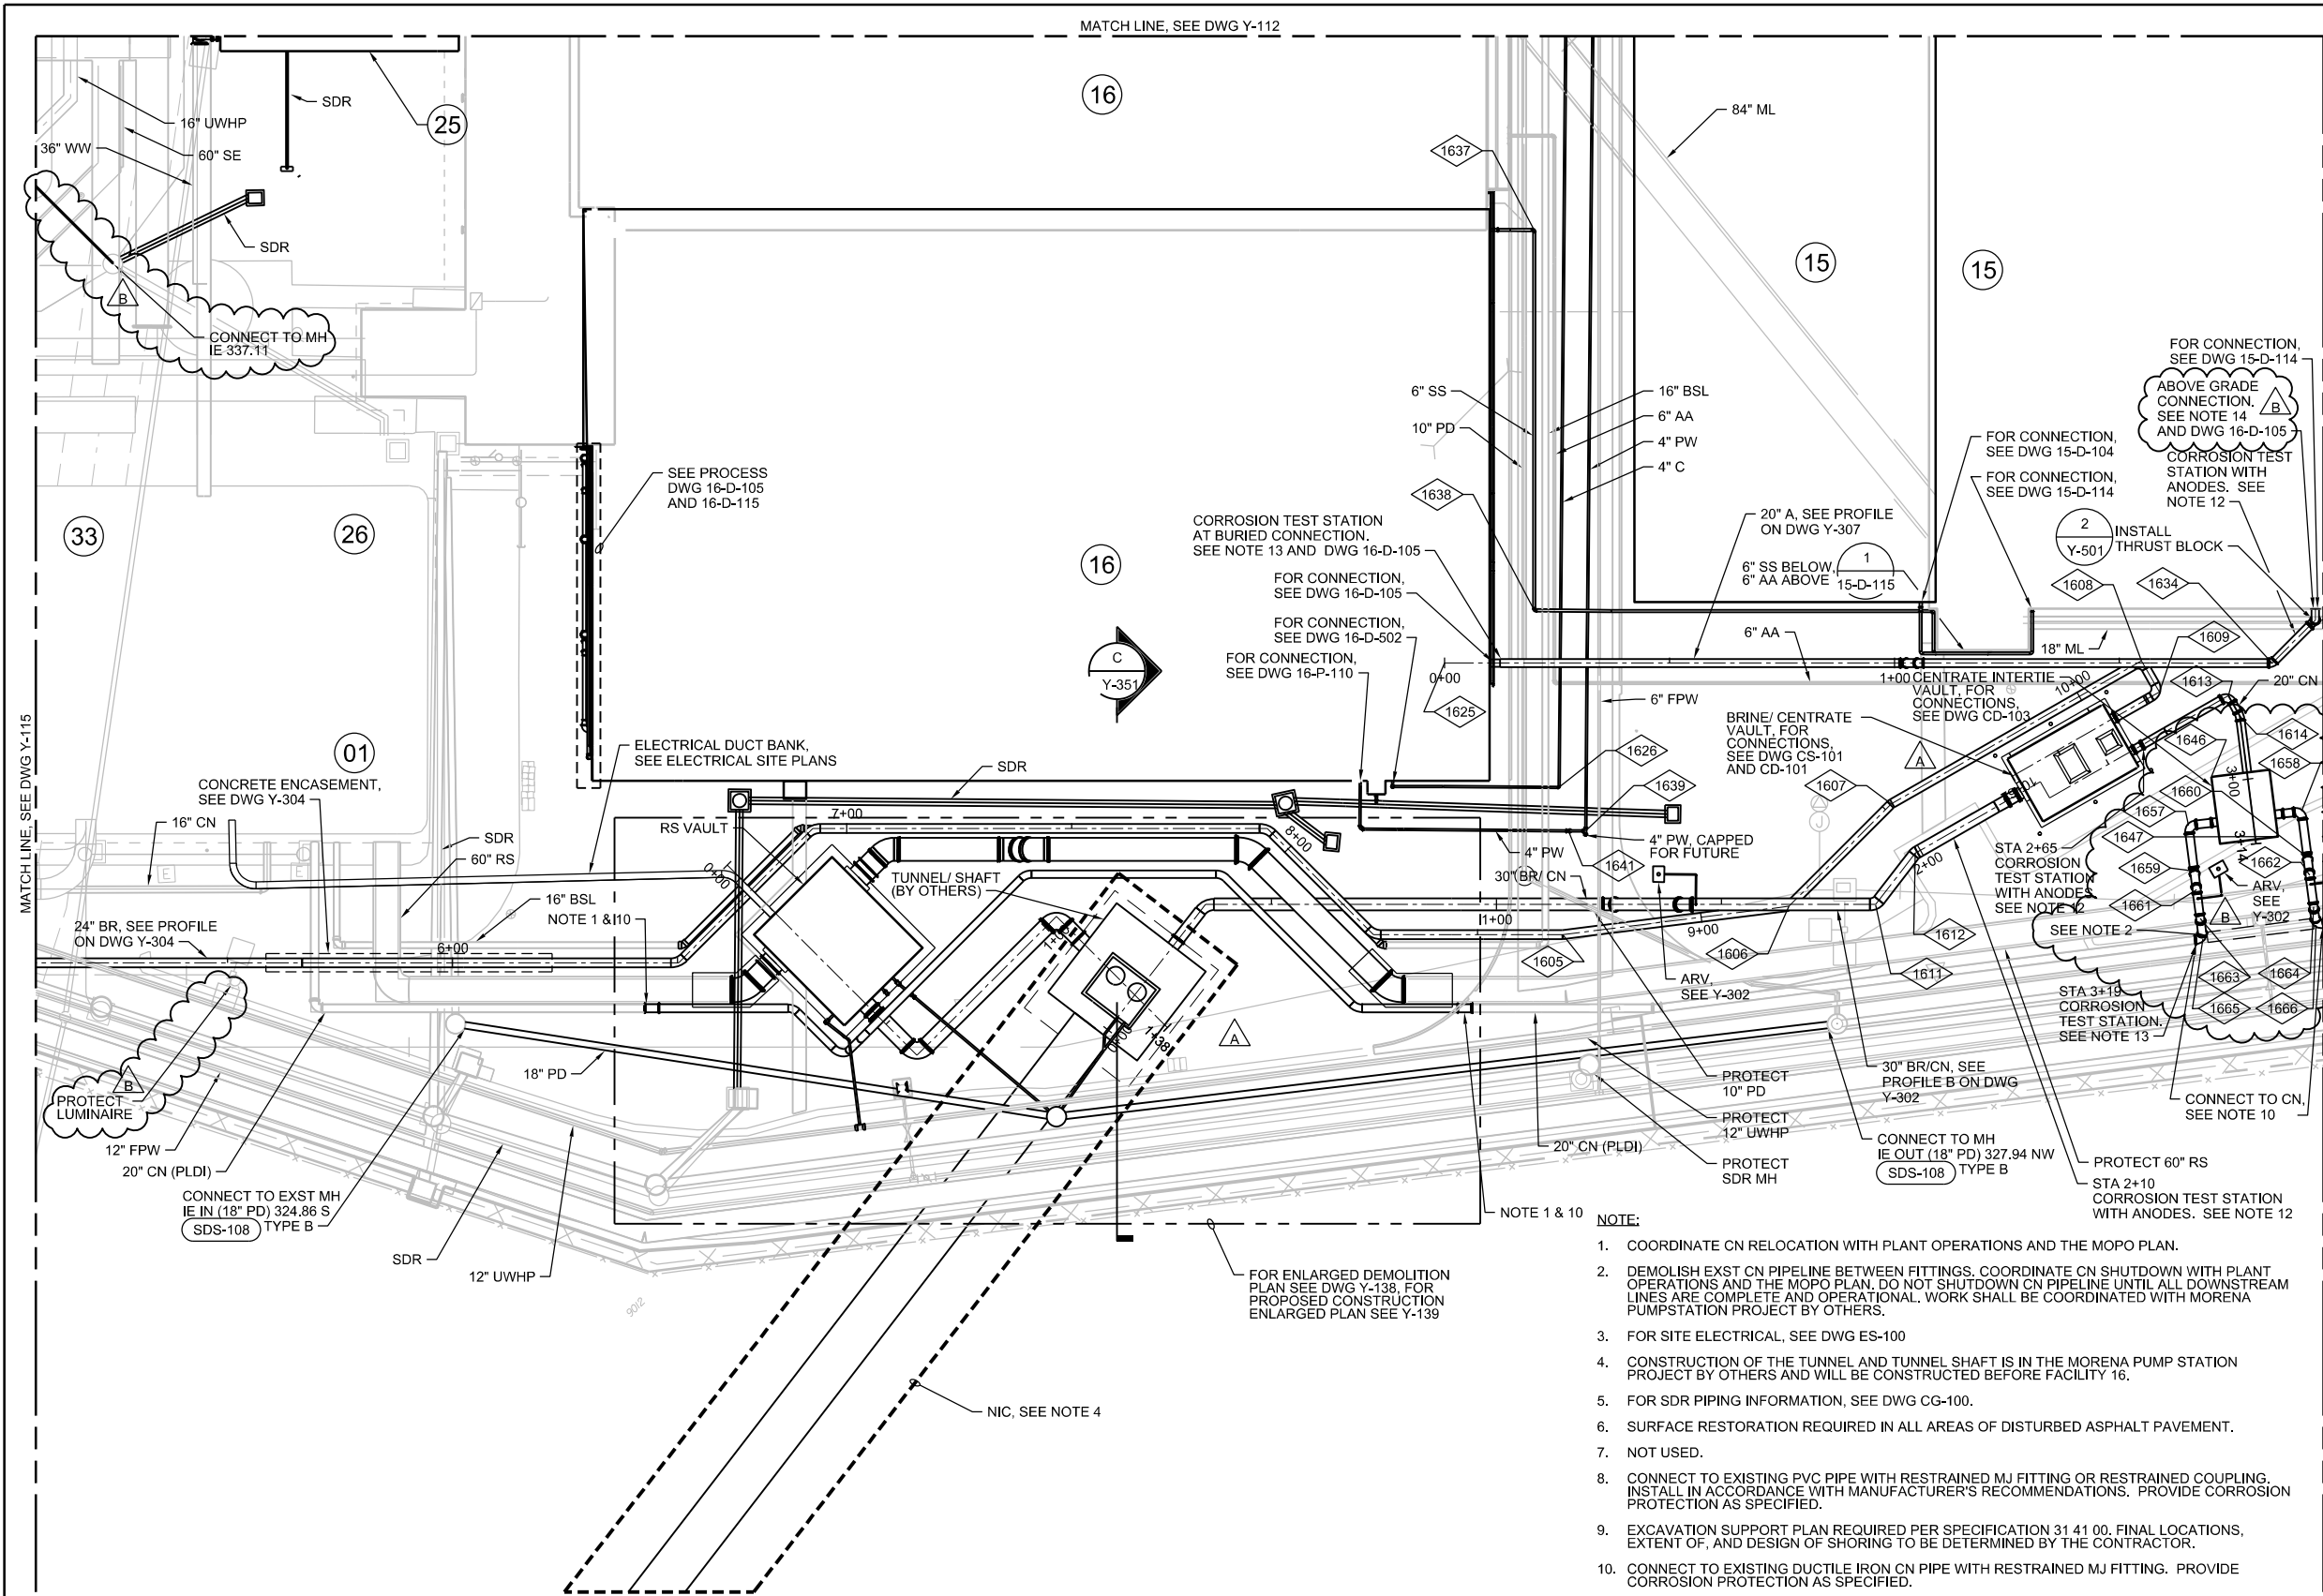 MATCH LINE, SEE DWG Y-112
SDR
16" UWHP
25
36" WW
60" SE
SDR
B
CONNECT TO MH
IE 337.11
16
84" ML
1637
15
15
FOR CONNECTION,
SEE DWG 15-D-114
ABOVE GRADE
CONNECTION.
SEE NOTE 14
AND DWG 16-D-105
B
CORROSION TEST
STATION WITH
ANODES. SEE
NOTE 12
6" SS
10" PD
16" BSL
6" AA
4" PW
4" C
FOR CONNECTION,
SEE DWG 15-D-104
FOR CONNECTION,
SEE DWG 15-D-114
SEE PROCESS
DWG 16-D-105
AND 16-D-115
33
26
16
1638
CORROSION TEST STATION
AT BURIED CONNECTION.
SEE NOTE 13 AND DWG 16-D-105
20" A, SEE PROFILE
ON DWG Y-307
2
Y-501
INSTALL
THRUST BLOCK
6" SS BELOW,
6" AA ABOVE
1
15-D-115
FOR CONNECTION,
SEE DWG 16-D-105
FOR CONNECTION,
SEE DWG 16-D-502
FOR CONNECTION,
SEE DWG 16-P-110
1608
1634
1609
6" AA
18" ML
C
Y-351
0+00
1625
6" FPW
1+00
CENTRATE INTERTIE
VAULT, FOR
CONNECTIONS,
SEE DWG CD-103
10+00
1613
20" CN
BRINE/ CENTRATE
VAULT, FOR
CONNECTIONS,
SEE DWG CS-101
AND CD-101
A
1646
1614
1658
1626
1639
1607
1660
1657
1647
3+00
3+14
01
MATCH LINE, SEE DWG Y-115
CONCRETE ENCASEMENT,
SEE DWG Y-304
ELECTRICAL DUCT BANK,
SEE ELECTRICAL SITE PLANS
SDR
16" CN
SDR
60" RS
E
E
RS VAULT
7+00
8+00
0+00
TUNNEL/ SHAFT
(BY OTHERS)
4" PW
4" PW, CAPPED
FOR FUTURE
1641
30" BR/ CN
J
2+00
STA 2+65
CORROSION
TEST STATION
WITH ANODES
SEE NOTE 12
1659
1661
1662
ARV,
SEE
Y-302
B
SEE NOTE 2
16" BSL
NOTE 1 & 10
24" BR, SEE PROFILE
ON DWG Y-304
6+00
1+00
9+00
1605
1606
1612
1611
ARV,
SEE Y-302
1663
1664
1665
1666
STA 3+19
CORROSION
TEST STATION.
SEE NOTE 13
0+00
1+38
A
B
PROTECT
LUMINAIRE
18" PD
12" FPW
20" CN (PLDI)
CONNECT TO EXST MH
IE IN (18" PD) 324.86 S
SDS-108 TYPE B
SDR
12" UWHP
PROTECT
10" PD
PROTECT
12" UWHP
20" CN (PLDI)
PROTECT
SDR MH
30" BR/CN, SEE
PROFILE B ON DWG
Y-302
CONNECT TO CN,
SEE NOTE 10
CONNECT TO MH
IE OUT (18" PD) 327.94 NW
SDS-108 TYPE B
PROTECT 60" RS
STA 2+10
CORROSION TEST STATION
WITH ANODES. SEE NOTE 12
NOTE 1 & 10
FOR ENLARGED DEMOLITION
PLAN SEE DWG Y-138, FOR
PROPOSED CONSTRUCTION
ENLARGED PLAN SEE Y-139
NIC, SEE NOTE 4
NOTE:
1. COORDINATE CN RELOCATION WITH PLANT OPERATIONS AND THE MOPO PLAN.
2. DEMOLISH EXST CN PIPELINE BETWEEN FITTINGS. COORDINATE CN SHUTDOWN WITH PLANT
OPERATIONS AND THE MOPO PLAN. DO NOT SHUTDOWN CN PIPELINE UNTIL ALL DOWNSTREAM
LINES ARE COMPLETE AND OPERATIONAL. WORK SHALL BE COORDINATED WITH MORENA
PUMPSTATION PROJECT BY OTHERS.
3. FOR SITE ELECTRICAL, SEE DWG ES-100
4. CONSTRUCTION OF THE TUNNEL AND TUNNEL SHAFT IS IN THE MORENA PUMP STATION
PROJECT BY OTHERS AND WILL BE CONSTRUCTED BEFORE FACILITY 16.
5. FOR SDR PIPING INFORMATION, SEE DWG CG-100.
6. SURFACE RESTORATION REQUIRED IN ALL AREAS OF DISTURBED ASPHALT PAVEMENT.
7. NOT USED.
8. CONNECT TO EXISTING PVC PIPE WITH RESTRAINED MJ FITTING OR RESTRAINED COUPLING.
INSTALL IN ACCORDANCE WITH MANUFACTURER'S RECOMMENDATIONS. PROVIDE CORROSION
PROTECTION AS SPECIFIED.
9. EXCAVATION SUPPORT PLAN REQUIRED PER SPECIFICATION 31 41 00. FINAL LOCATIONS,
EXTENT OF, AND DESIGN OF SHORING TO BE DETERMINED BY THE CONTRACTOR.
10. CONNECT TO EXISTING DUCTILE IRON CN PIPE WITH RESTRAINED MJ FITTING. PROVIDE
CORROSION PROTECTION AS SPECIFIED.